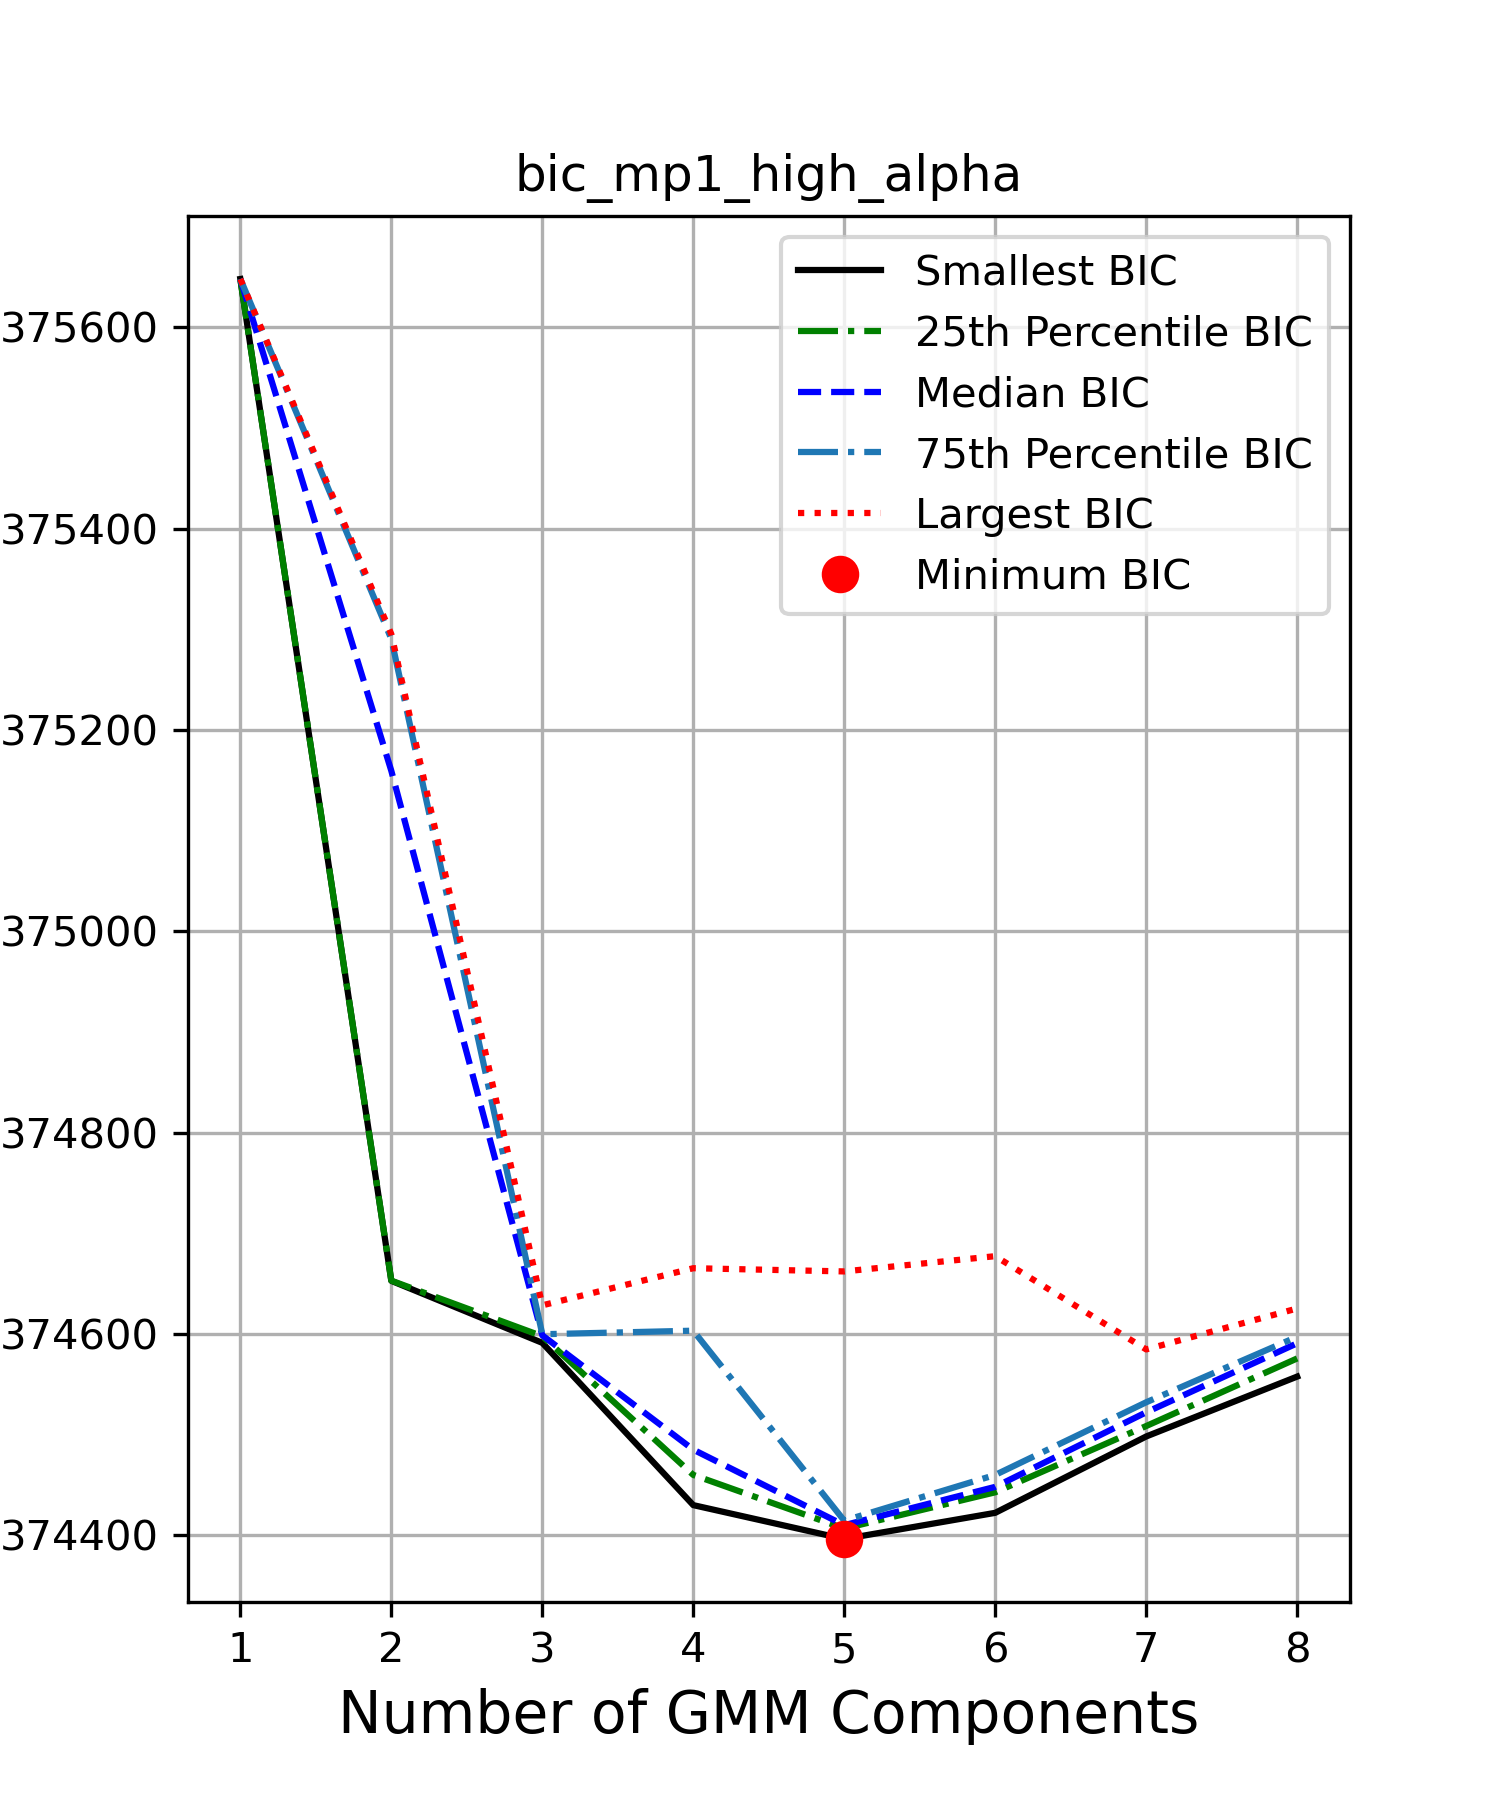 bic_mp1_high_alpha
Smallest BIC
25th Percentile BIC
Median BIC
75th Percentile BIC
Largest BIC
Minimum BIC
375600
375400
375200
375000
374800
374600
374400
1 2 3 4 5 6 7 8
Number of GMM Components